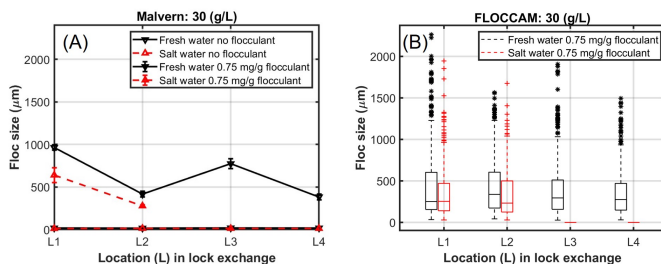 Malvern: 30 (g/L)
(A)
Fresh water no flocculant
Salt water no flocculant
Fresh water 0.75 mg/g flocculant
Salt water 0.75 mg/g flocculant
Floc size (μm)
2000
1500
1000
500
0
L1 L2 L3 L4
Location (L) in lock exchange
FLOCCAM: 30 (g/L)
(B)
Fresh water 0.75 mg/g flocculant
Salt water 0.75 mg/g flocculant
Floc size (μm)
2000
1500
1000
500
0
L1 L2 L3 L4
Location (L) in lock exchange